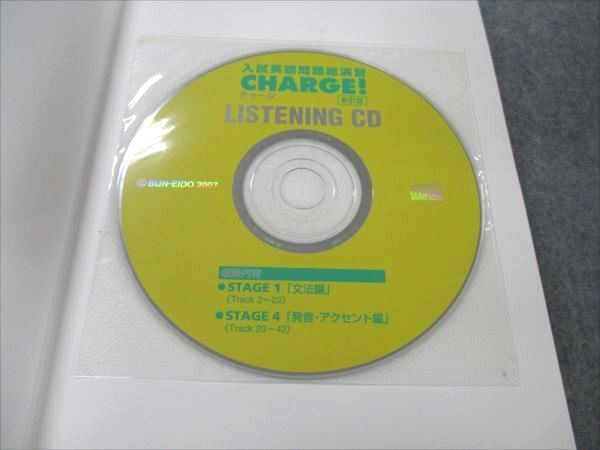 入試英語問題総演習
CHARGE!
チャージ
新訂版
LISTENING CD
© BUN-EIDO 2007
収録内容
●STAGE 1「文法編」
(Track 2~22)
●STAGE 4「発音・アクセント編」
(Track 23~42)